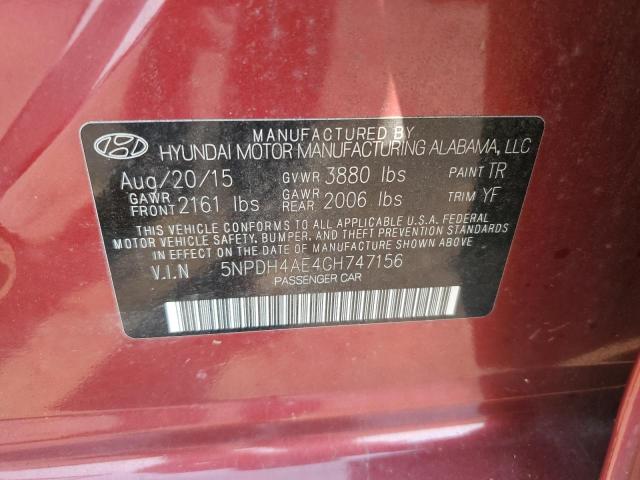 MANUFACTURED BY
HYUNDAI MOTOR MANUFACTURING ALABAMA, LLC
Aug/20/15 GVWR 3880 lbs PAINT TR
GAWR FRONT 2161 lbs GAWR REAR 2006 lbs TRIM YF
THIS VEHICLE CONFORMS TO ALL APPLICABLE U.S.A. FEDERAL
MOTOR VEHICLE SAFETY, BUMPER, AND THEFT PREVENTION STANDARDS
IN EFFECT ON THE DATE OF MANUFACTURE SHOWN ABOVE.
V.I.N 5NPDH4AE4GH747156
PASSENGER CAR